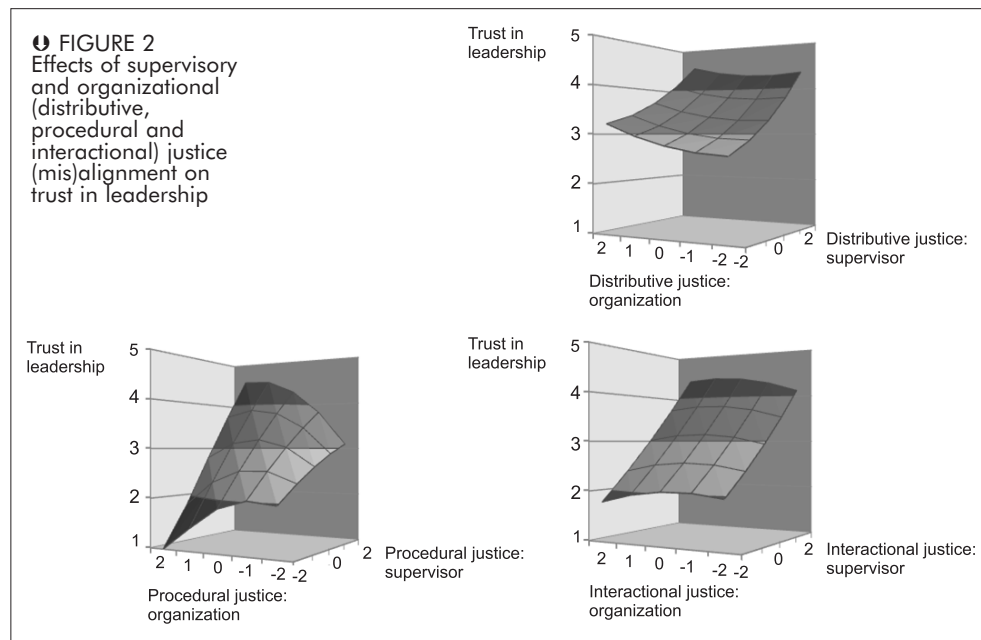 FIGURE 2
Effects of supervisory
and organizational
(distributive,
procedural and
interactional) justice
(mis)alignment on
trust in leadership
Trust in
leadership
5
4
3
2
1
2 1 0 -1 -2 -2 0 2
Distributive justice:
supervisor
Distributive justice:
organization
Trust in
leadership
5
4
3
2
1
2 1 0 -1 -2 -2 0 2
Procedural justice:
supervisor
Procedural justice:
organization
Trust in
leadership
5
4
3
2
1
2 1 0 -1 -2 -2 0 2
Interactional justice:
supervisor
Interactional justice:
organization